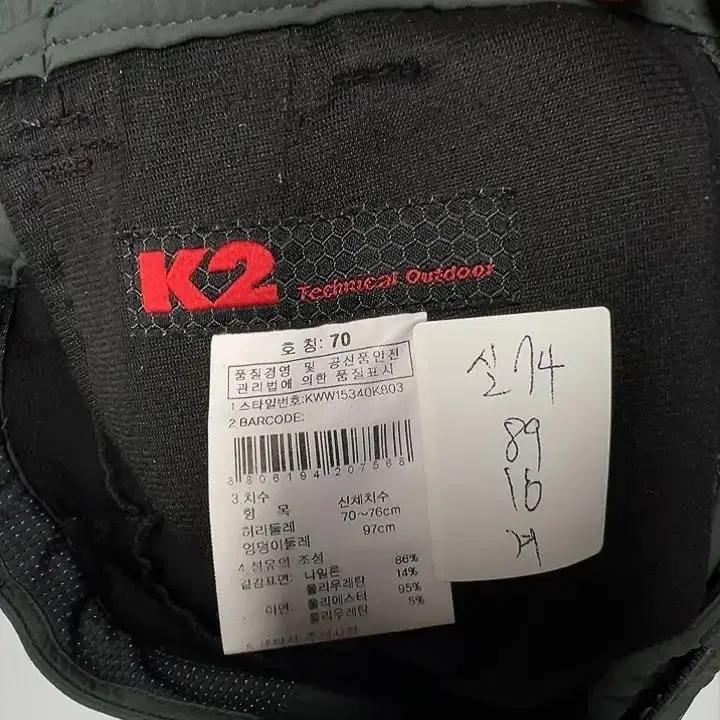 K2 Technical Outdoor
호 칭: 70
품질경영 및 공산품안전
관리법에 의한 품질표시
1.스타일번호:KWW15340K803
2.BARCODE:
8 806194 207568
3.치수
항 목 신체치수
허리둘레 70~76cm
엉덩이둘레 97cm
4.섬유의 조성
겉감표면: 나일론 86%
폴리우레탄 14%
이면: 폴리에스터 95%
폴리우레탄 5%
실 74
89
16